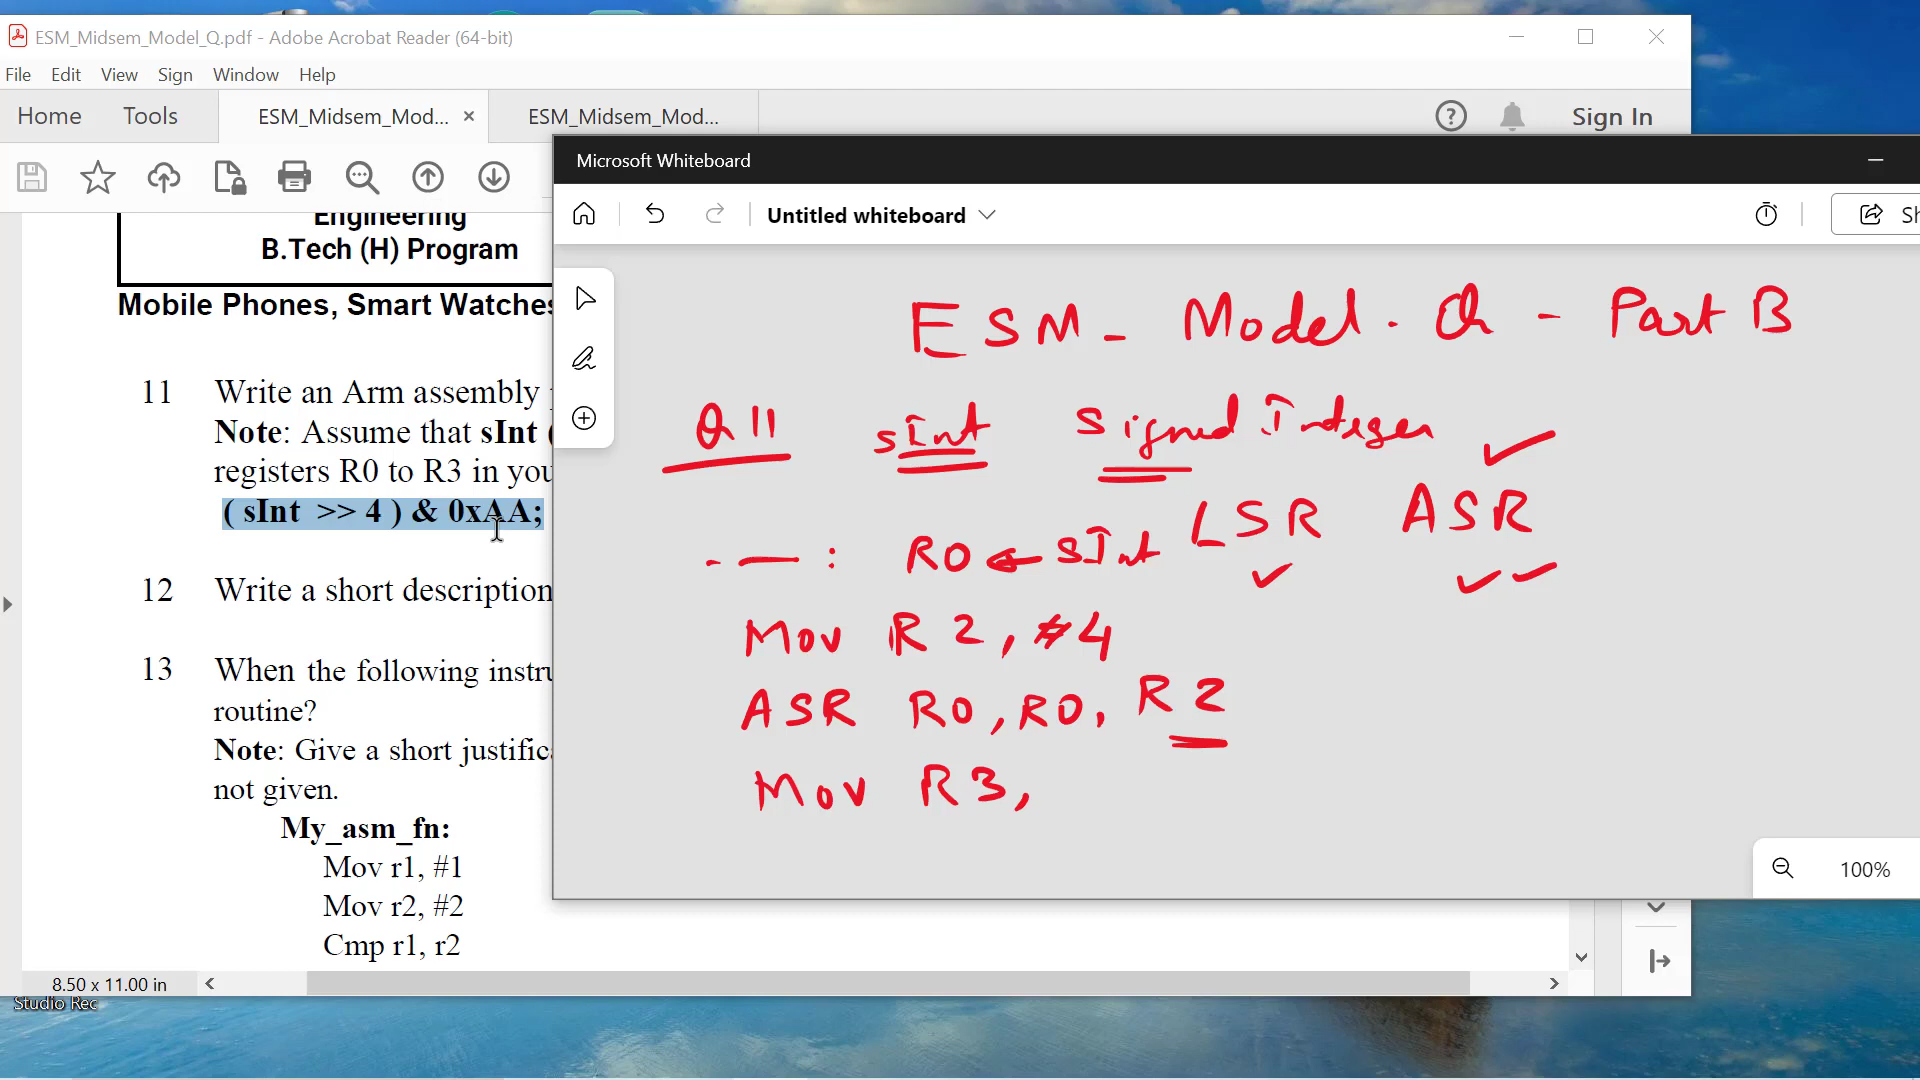 ESM_Midsem_Model_Q.pdf - Adobe Acrobat Reader (64-bit)
File Edit View Sign Window Help
Home Tools ESM_Midsem_Mod... × ESM_Midsem_Mod... ? Sign In
Engineering
B.Tech (H) Program
Mobile Phones, Smart Watches
11 Write an Arm assembly
Note: Assume that sInt (
registers R0 to R3 in you
( sInt >> 4 ) & 0xAA;
12 Write a short description
13 When the following instru
routine?
Note: Give a short justific
not given.
My_asm_fn:
Mov r1, #1
Mov r2, #2
Cmp r1, r2
8.50 x 11.00 in
Studio Rec
Microsoft Whiteboard
Untitled whiteboard Sh
ESM - Model. Q - Part B
Q 11 sInt Signed Integer
LSR ASR
. — : R0 ← SInt
Mov R2, #4
ASR R0, R0, R2
Mov R3,
100%